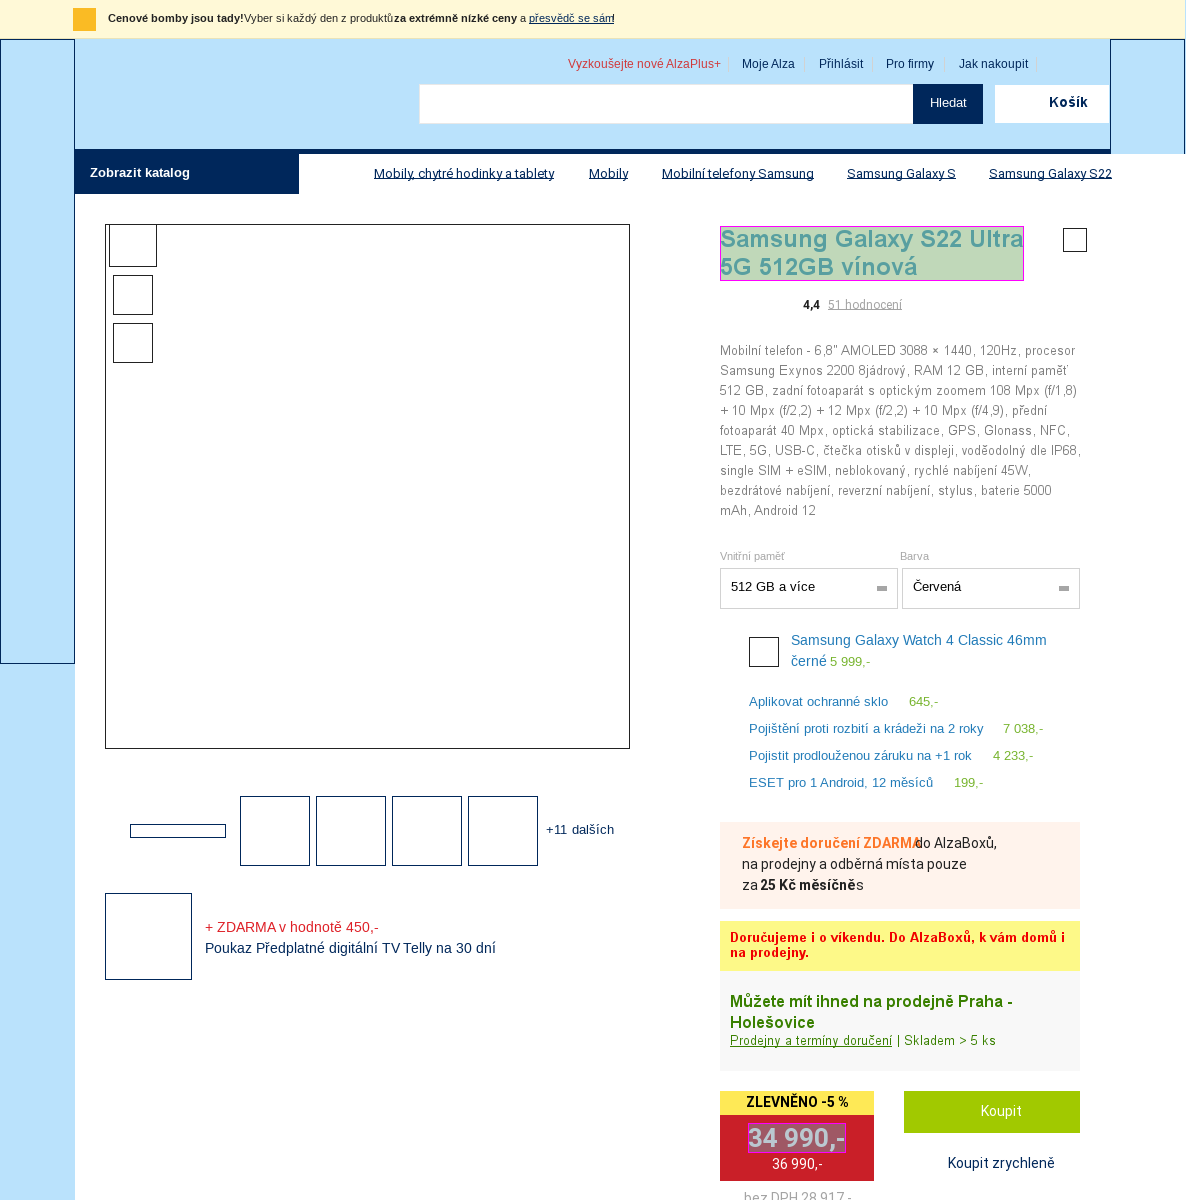 Cenové bomby jsou tady!Vyber si každý den z produktů za extrémně nízké ceny a přesvědč se sám!
Vyzkoušejte nové AlzaPlus+ Moje Alza Přihlásit Pro firmy Jak nakoupit
Hledat Košík
Zobrazit katalog Mobily, chytré hodinky a tablety Mobily Mobilní telefony Samsung Samsung Galaxy S Samsung Galaxy S22
Samsung Galaxy S22 Ultra
5G 512GB vínová
4,4 51 hodnocení
Mobilní telefon - 6,8" AMOLED 3088 × 1440, 120Hz, procesor
Samsung Exynos 2200 8jádrový, RAM 12 GB, interní paměť
512 GB, zadní fotoaparát s optickým zoomem 108 Mpx (f/1,8)
+ 10 Mpx (f/2,2) + 12 Mpx (f/2,2) + 10 Mpx (f/4,9), přední
fotoaparát 40 Mpx, optická stabilizace, GPS, Glonass, NFC,
LTE, 5G, USB-C, čtečka otisků v displeji, voděodolný dle IP68,
single SIM + eSIM, neblokovaný, rychlé nabíjení 45W,
bezdrátové nabíjení, reverzní nabíjení, stylus, baterie 5000
mAh, Android 12
Vnitřní paměť Barva
512 GB a více Červená
Samsung Galaxy Watch 4 Classic 46mm
černé 5 999,-
Aplikovat ochranné sklo 645,-
Pojištění proti rozbití a krádeži na 2 roky 7 038,-
Pojistit prodlouženou záruku na +1 rok 4 233,-
ESET pro 1 Android, 12 měsíců 199,-
+11 dalších
+ ZDARMA v hodnotě 450,-
Poukaz Předplatné digitální TV Telly na 30 dní
Získejte doručení ZDARMA do AlzaBoxů,
na prodejny a odběrná místa pouze
za 25 Kč měsíčně s
Doručujeme i o víkendu. Do AlzaBoxů, k vám domů i
na prodejny.
Můžete mít ihned na prodejně Praha -
Holešovice
Prodejny a termíny doručení | Skladem > 5 ks
ZLEVNĚNO -5 %
34 990,-
36 990,-
Koupit
Koupit zrychleně
bez DPH 28 917,-